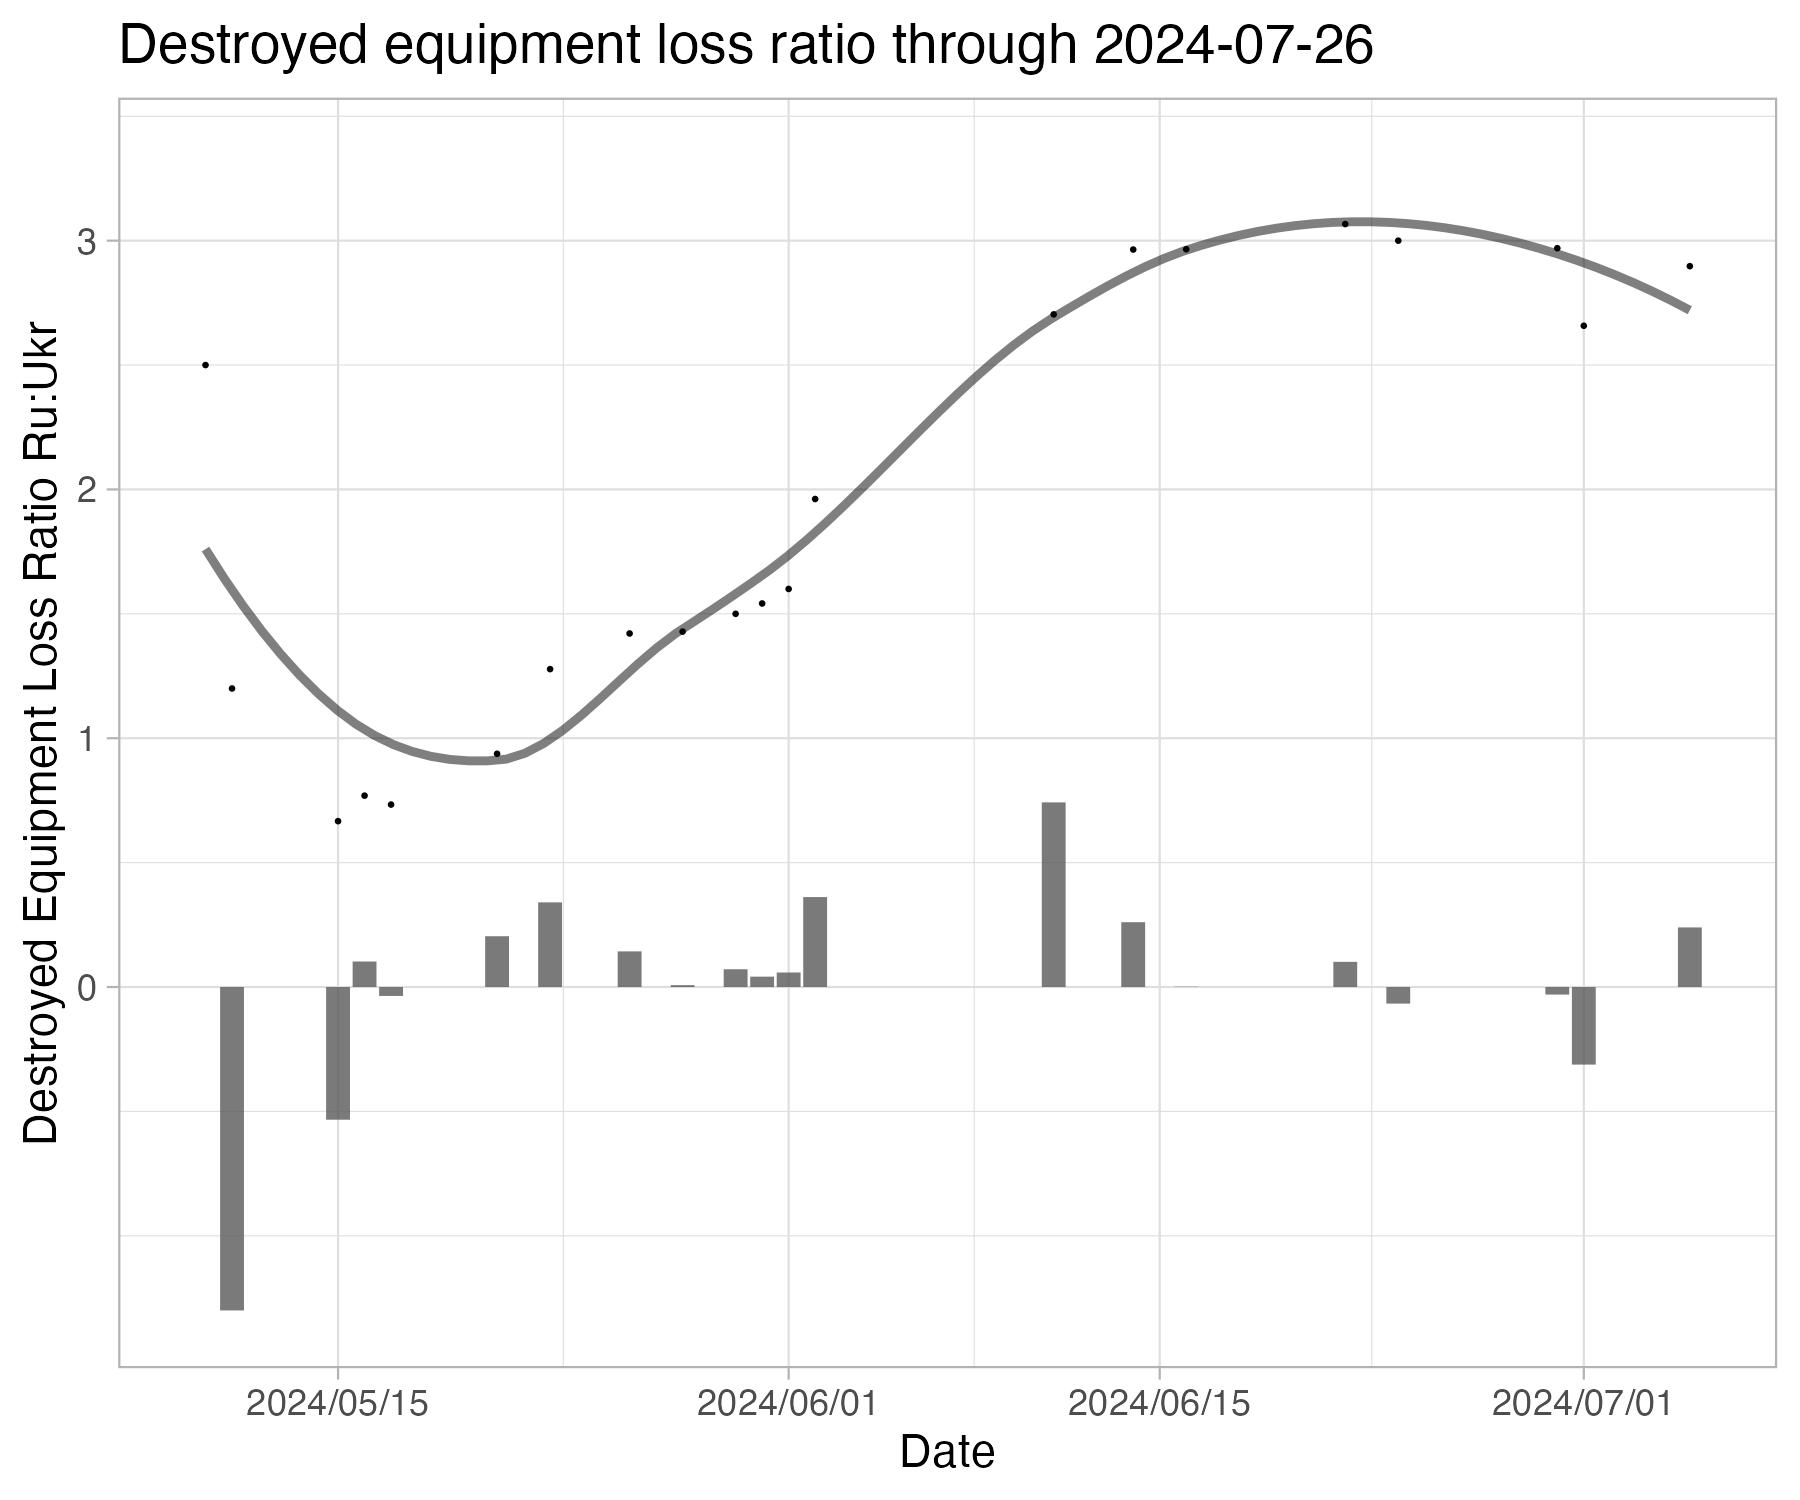 Destroyed equipment loss ratio through 2024-07-26
Destroyed Equipment Loss Ratio Ru:Ukr
3
2
1
0
2024/05/15
2024/06/01
2024/06/15
2024/07/01
Date